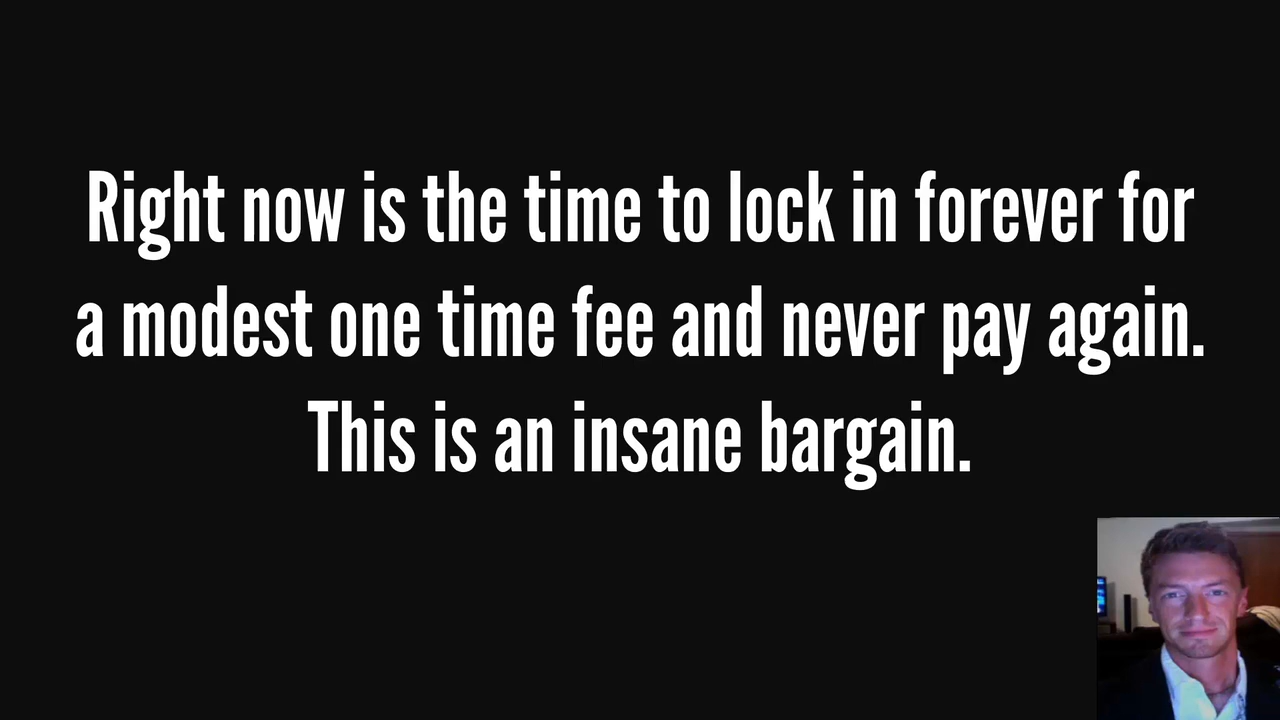 Right now is the time to lock in forever for
a modest one time fee and never pay again.
This is an insane bargain.